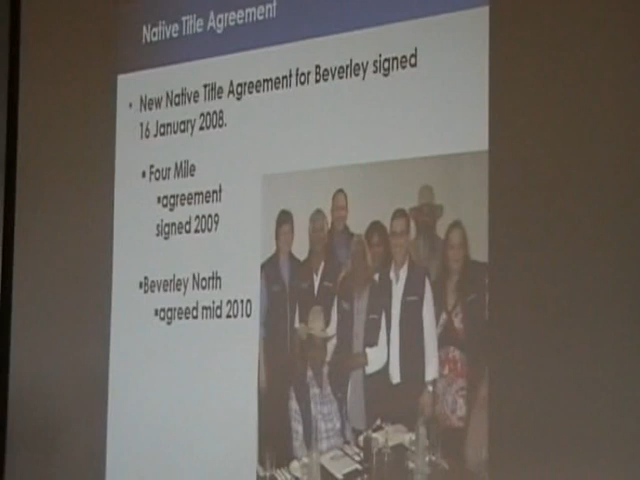 Native Title Agreement
• New Native Title Agreement for Beverley signed
16 January 2008.
▪ Four Mile
▪agreement
signed 2009
▪Beverley North
▪agreed mid 2010